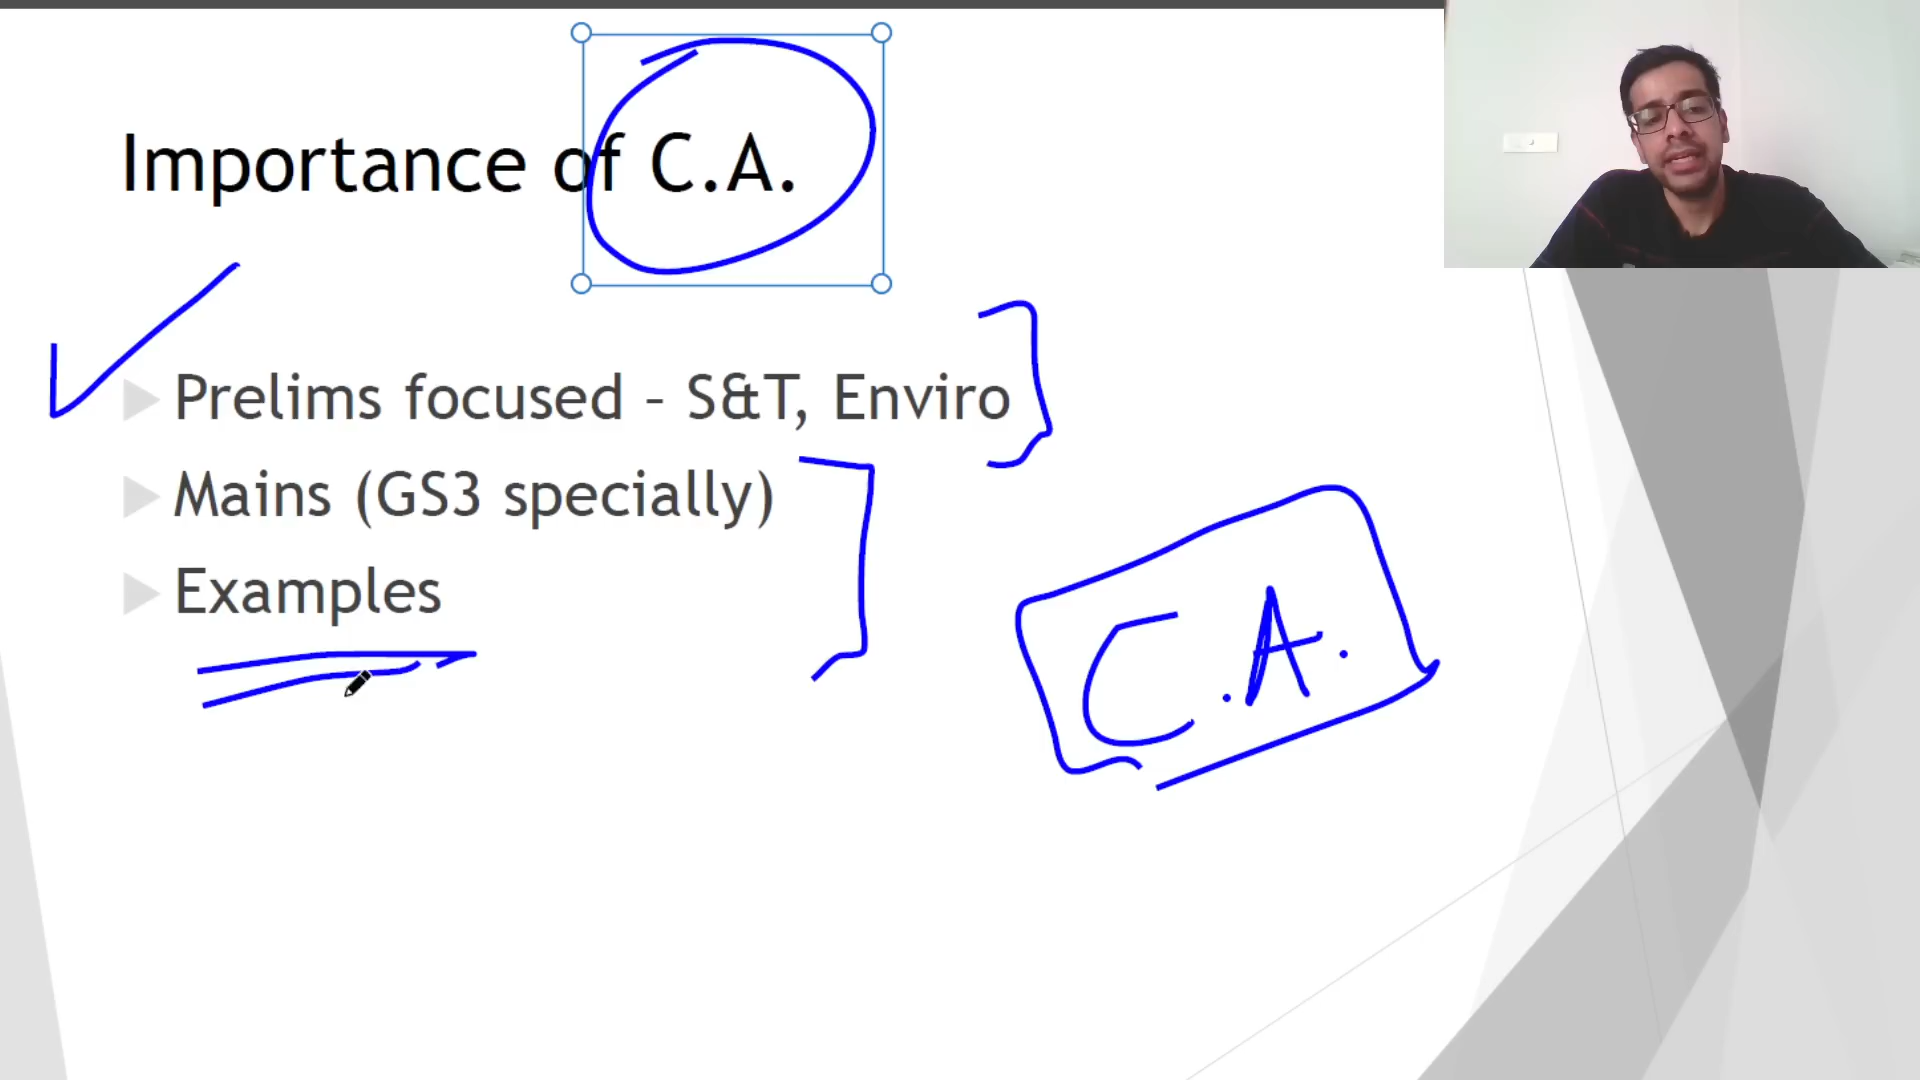 Importance of C.A.
Prelims focused – S&T, Enviro
Mains (GS3 specially)
Examples
C.A.